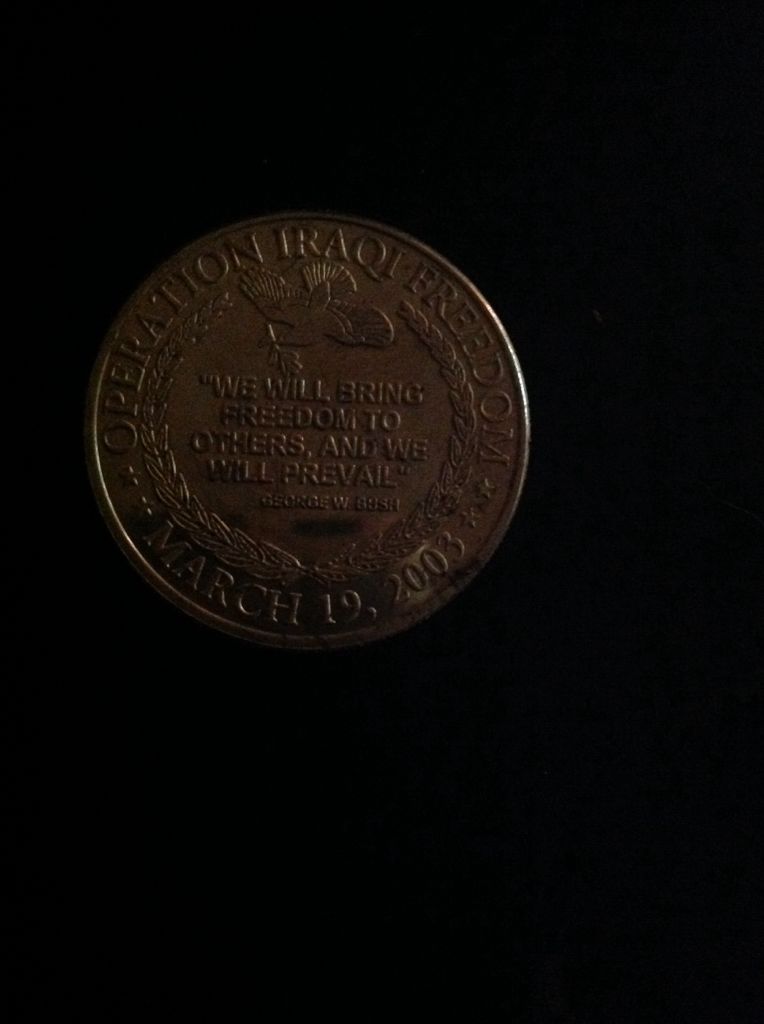 OPERATION IRAQI FREEDOM
"WE WILL BRING
FREEDOM TO
OTHERS, AND WE
WILL PREVAIL"
GEORGE W. BUSH
MARCH 19, 2003